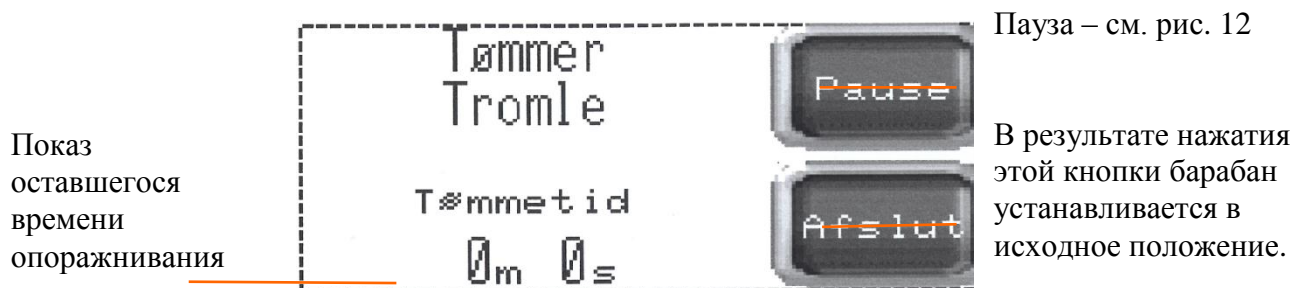 Пауза – см. рис. 12
Tømmer
Tromle
Pause
Показ
оставшегося
времени
опоражнивания
В результате нажатия
этой кнопки барабан
устанавливается в
исходное положение.
Tømmetid
Afslut
0m 0s